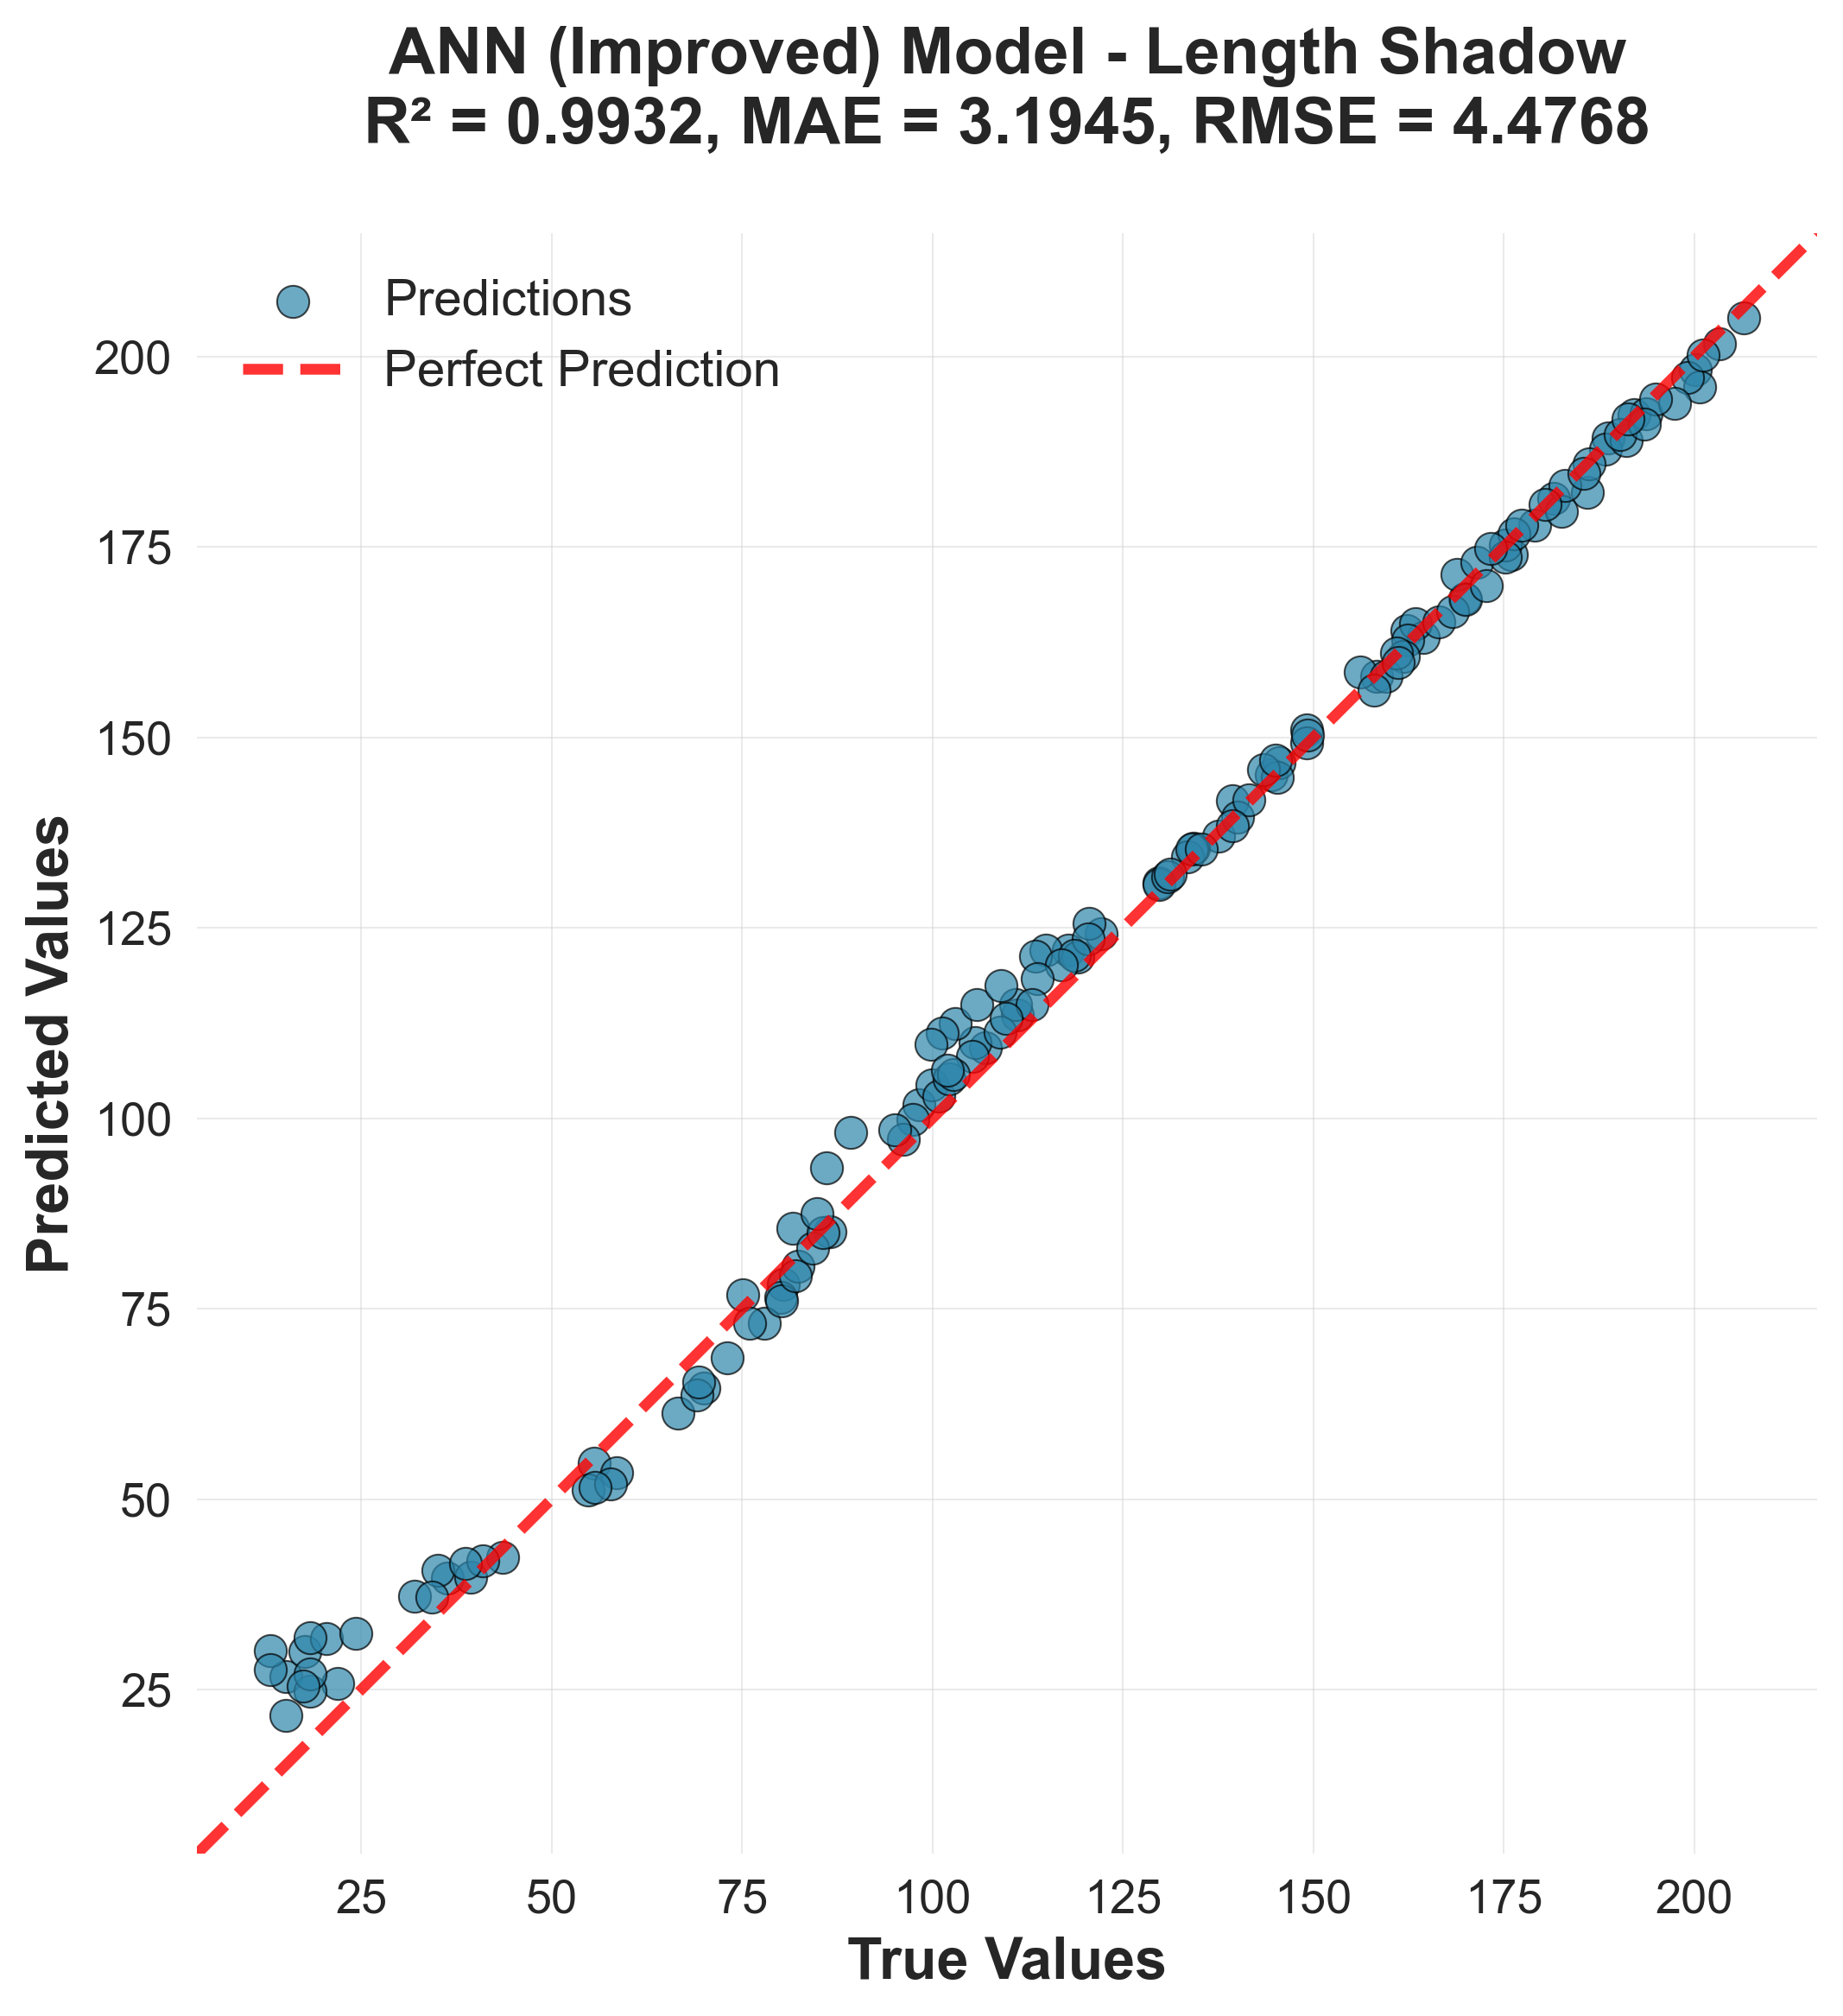 ANN (Improved) Model - Length Shadow
R² = 0.9932, MAE = 3.1945, RMSE = 4.4768
Predictions
Perfect Prediction
200
175
150
125
100
75
50
25
Predicted Values
25 50 75 100 125 150 175 200
True Values